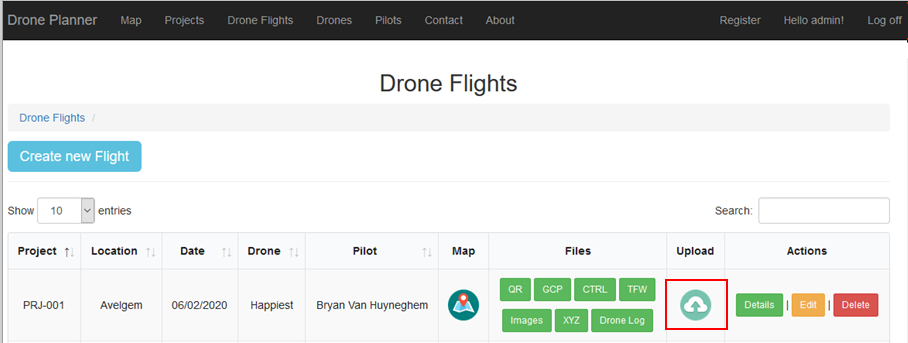 Drone Planner Map Projects Drone Flights Drones Pilots Contact About Register Hello admin! Log off
Drone Flights
Drone Flights /
Create new Flight
Show 10 entries Search:
Project Location Date Drone Pilot Map Files Upload Actions
PRJ-001 Avelgem 06/02/2020 Happiest Bryan Van Huyneghem QR GCP CTRL TFW Details | Edit | Delete
Images XYZ Drone Log